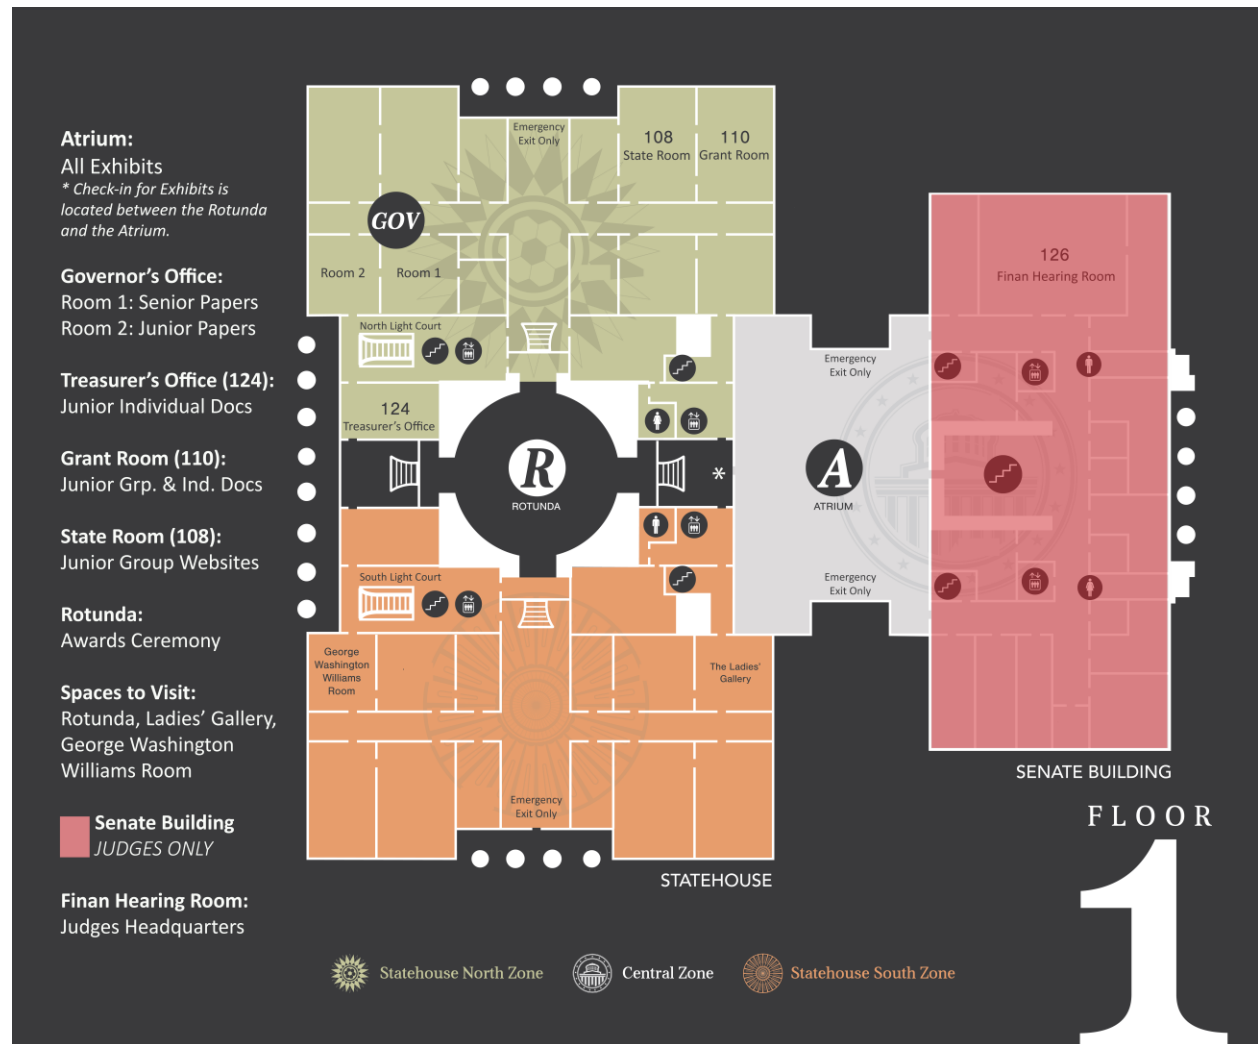 Atrium:
All Exhibits
* Check-in for Exhibits is
located between the Rotunda
and the Atrium.
Governor's Office:
Room 1: Senior Papers
Room 2: Junior Papers
Treasurer's Office (124):
Junior Individual Docs
Grant Room (110):
Junior Grp. & Ind. Docs
State Room (108):
Junior Group Websites
Rotunda:
Awards Ceremony
Spaces to Visit:
Rotunda, Ladies' Gallery,
George Washington
Williams Room
Senate Building
JUDGES ONLY
Finan Hearing Room:
Judges Headquarters
Emergency
Exit Only
108
State Room
110
Grant Room
GOV
Room 2
Room 1
North Light Court
124
Treasurer's Office
R
ROTUNDA
*
A
ATRIUM
Emergency
Exit Only
Emergency
Exit Only
126
Finan Hearing Room
South Light Court
George
Washington
Williams
Room
The Ladies'
Gallery
Emergency
Exit Only
STATEHOUSE
SENATE BUILDING
FLOOR
1
Statehouse North Zone
Central Zone
Statehouse South Zone